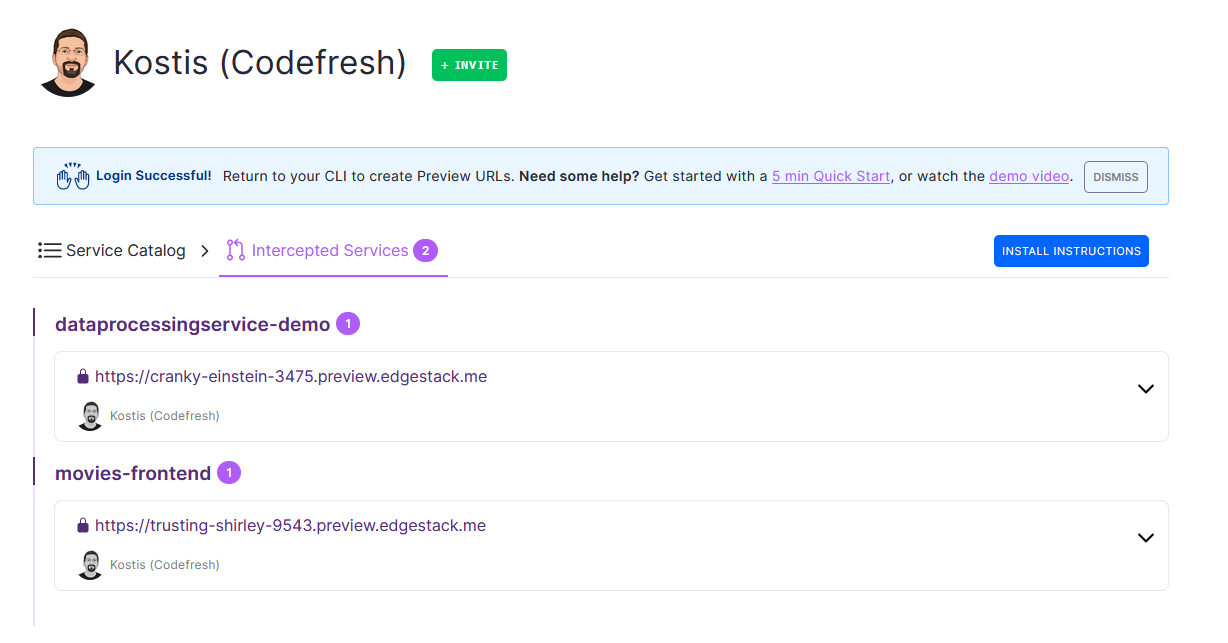 Kostis (Codefresh)
+ INVITE
Login Successful! Return to your CLI to create Preview URLs. Need some help? Get started with a 5 min Quick Start, or watch the demo video.
DISMISS
Service Catalog
Intercepted Services 2
INSTALL INSTRUCTIONS
dataprocessingservice-demo 1
https://cranky-einstein-3475.preview.edgestack.me
Kostis (Codefresh)
movies-frontend 1
https://trusting-shirley-9543.preview.edgestack.me
Kostis (Codefresh)